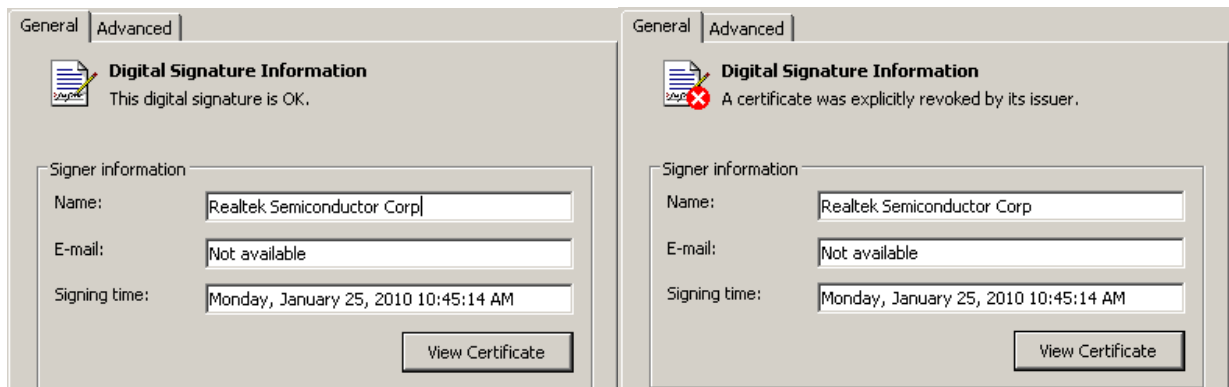 General Advanced
Digital Signature Information
This digital signature is OK.
Signer information
Name: Realtek Semiconductor Corp
E-mail: Not available
Signing time: Monday, January 25, 2010 10:45:14 AM
View Certificate
General Advanced
Digital Signature Information
A certificate was explicitly revoked by its issuer.
Signer information
Name: Realtek Semiconductor Corp
E-mail: Not available
Signing time: Monday, January 25, 2010 10:45:14 AM
View Certificate